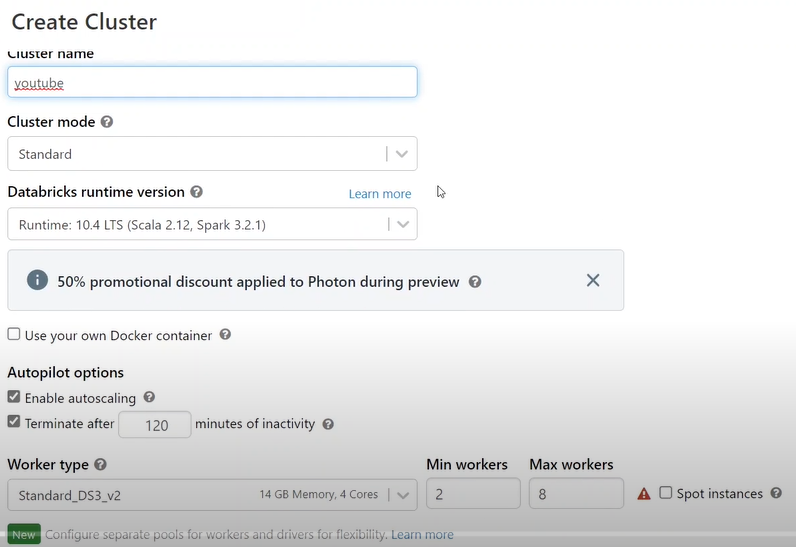 Create Cluster
Cluster name
youtube
Cluster mode
Standard
Databricks runtime version Learn more
Runtime: 10.4 LTS (Scala 2.12, Spark 3.2.1)
50% promotional discount applied to Photon during preview
Use your own Docker container
Autopilot options
Enable autoscaling
Terminate after 120 minutes of inactivity
Worker type Min workers Max workers
Standard_DS3_v2 14 GB Memory, 4 Cores 2 8 Spot instances
New Configure separate pools for workers and drivers for flexibility. Learn more